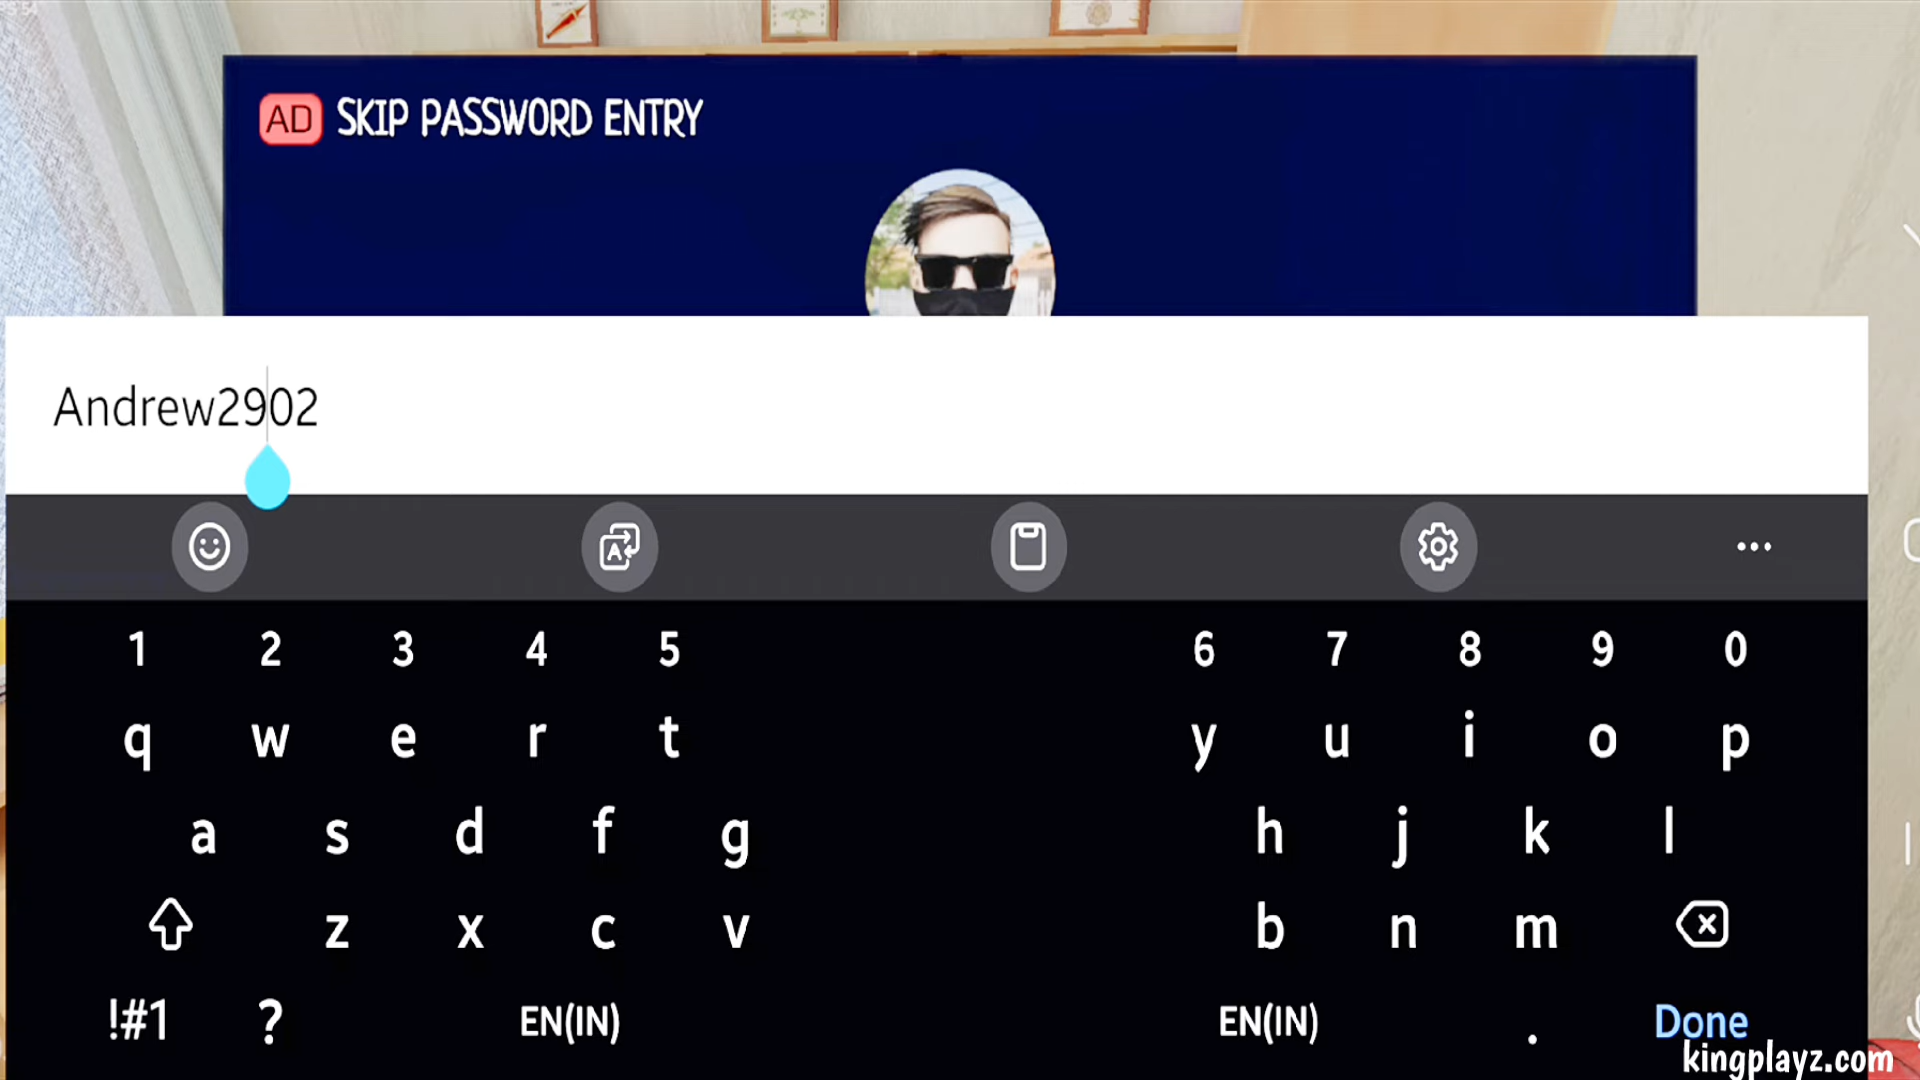 AD SKIP PASSWORD ENTRY
Andrew2902
1 2 3 4 5 6 7 8 9 0
q w e r t y u i o p
a s d f g h j k l
z x c v b n m
!#1 ? EN(IN) EN(IN) . Done
kingplayz.com